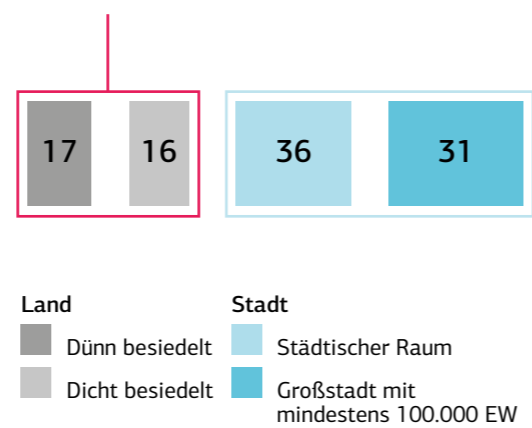 17 16 36 31
Land Stadt
Dünn besiedelt Städtischer Raum
Dicht besiedelt Großstadt mit
mindestens 100.000 EW